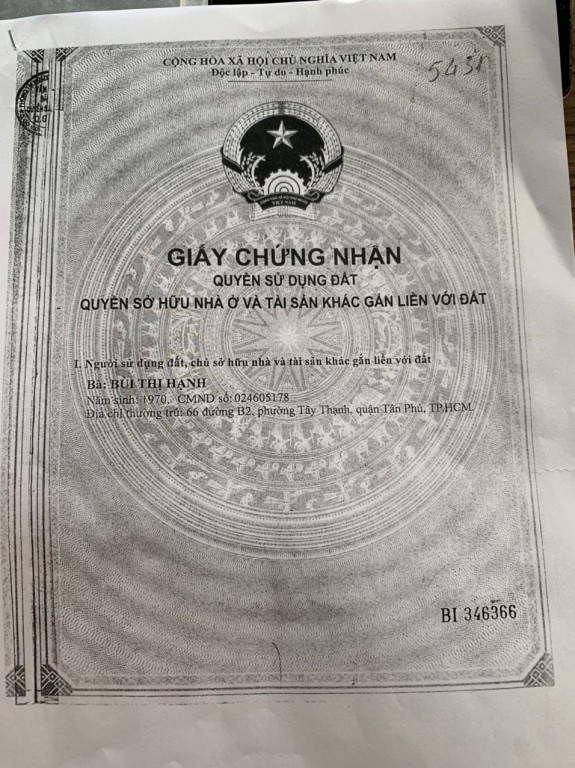 CỘNG HÒA XÃ HỘI CHỦ NGHĨA VIỆT NAM
Độc lập - Tự do - Hạnh phúc
5431
VIỆT NAM
GIẤY CHỨNG NHẬN
QUYỀN SỬ DỤNG ĐẤT
QUYỀN SỞ HỮU NHÀ Ở VÀ TÀI SẢN KHÁC GẮN LIỀN VỚI ĐẤT
I. Người sử dụng đất, chủ sở hữu nhà và tài sản khác gắn liền với đất
Bà: BÙI THỊ HẠNH
Năm sinh: 1970, CMND số: 024605178
Địa chỉ thường trú: 66 đường B2, phường Tây Thạnh, quận Tân Phú, TP.HCM.
BI 346366